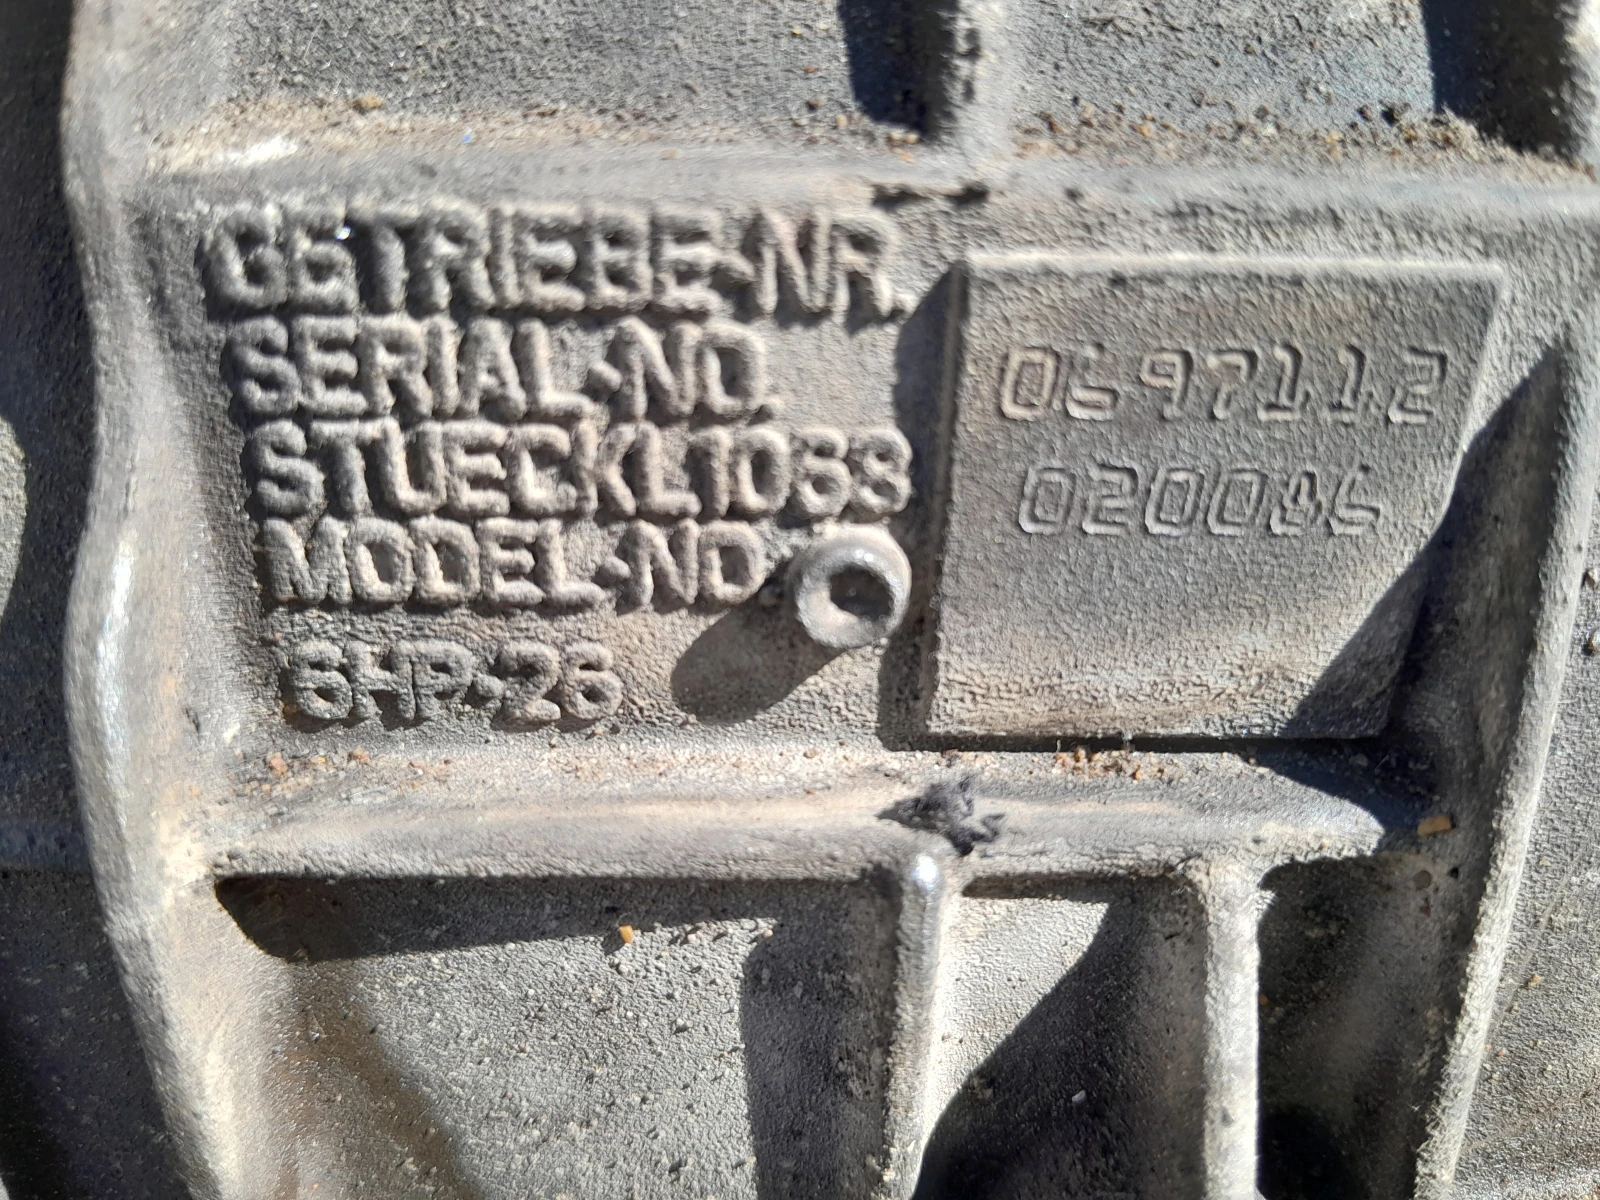 GETRIEBE-NR.
SERIAL-NO.
STUECKL1068
MODEL-NO
6HP-26
0697112
020086